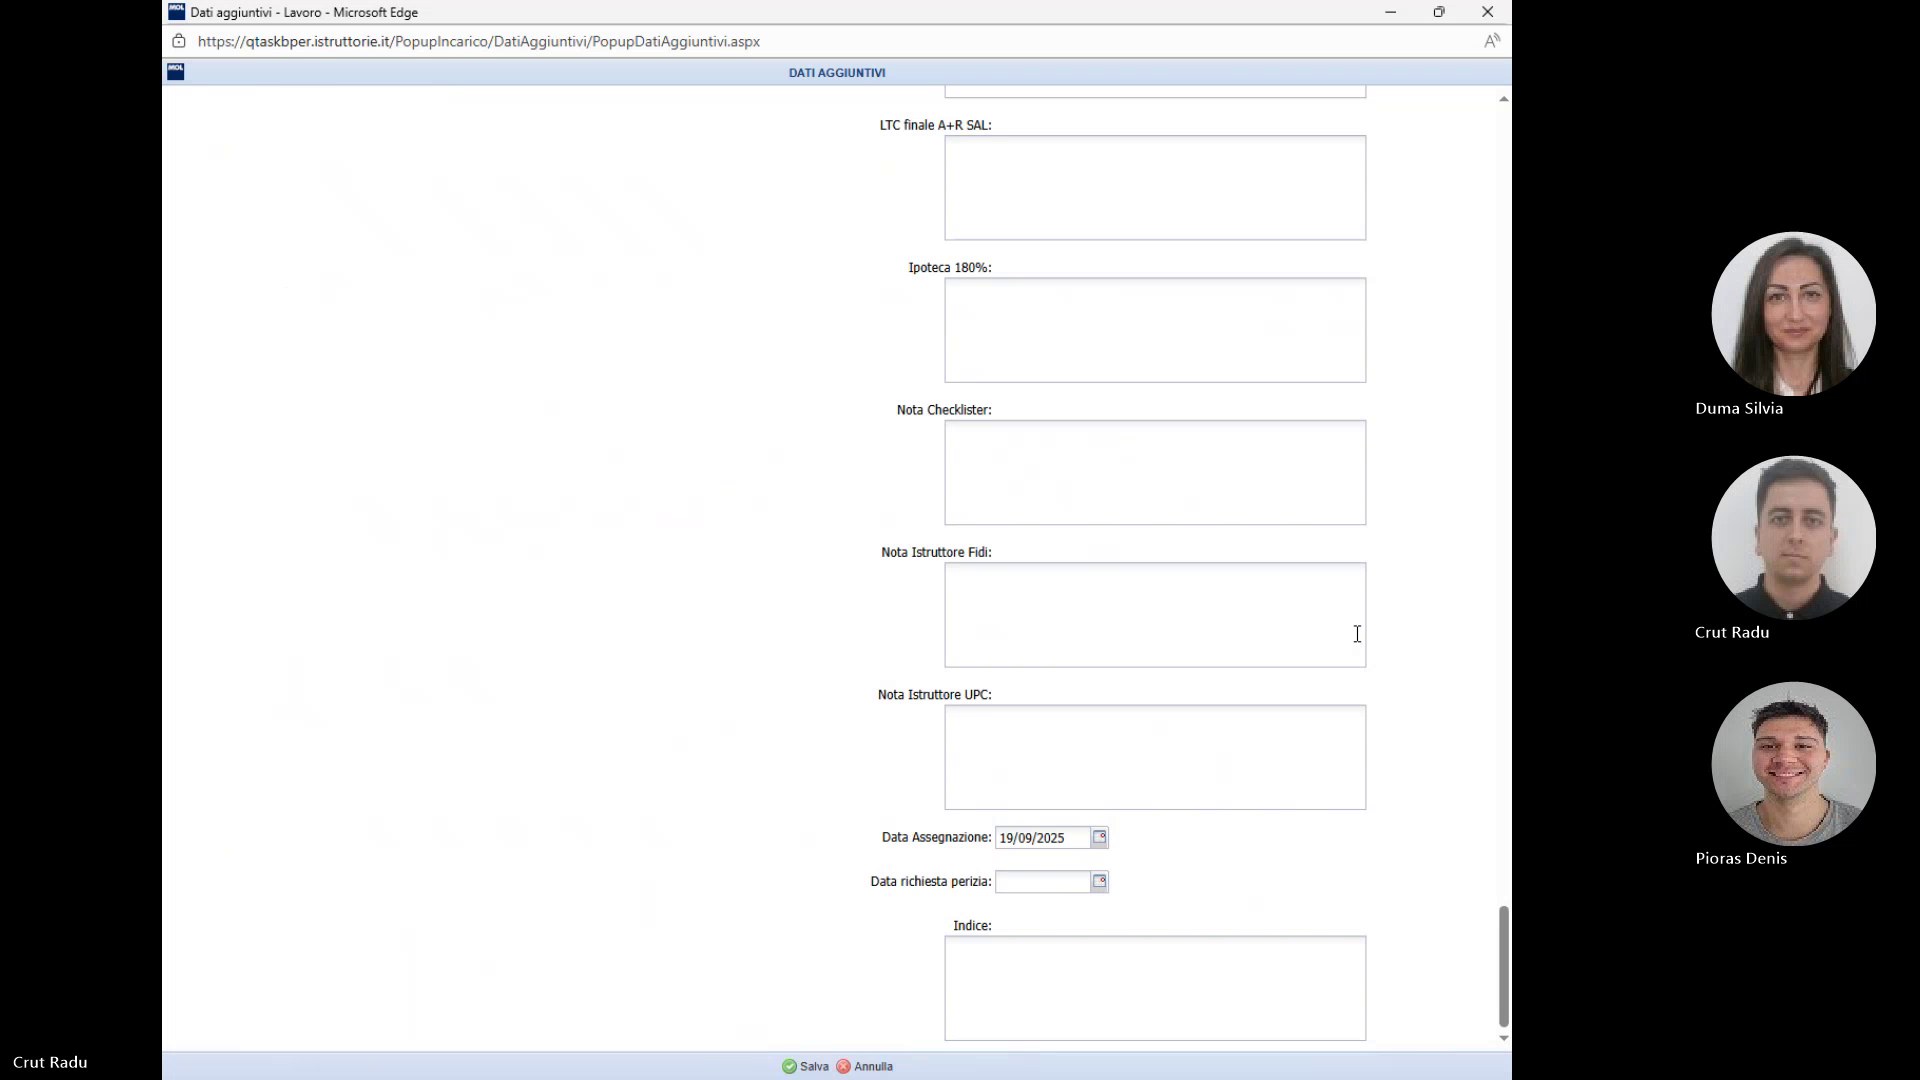 MOL Dati aggiuntivi - Lavoro - Microsoft Edge
https://qtaskbper.istruttorie.it/PopupIncarico/DatiAggiuntivi/PopupDatiAggiuntivi.aspx
MOL DATI AGGIUNTIVI
LTC finale A+R SAL:
Ipoteca 180%:
Nota Checklister:
Nota Istruttore Fidi:
Nota Istruttore UPC:
Data Assegnazione: 19/09/2025
Data richiesta perizia:
Indice:
Salva Annulla
Duma Silvia
Crut Radu
Pioras Denis
Crut Radu